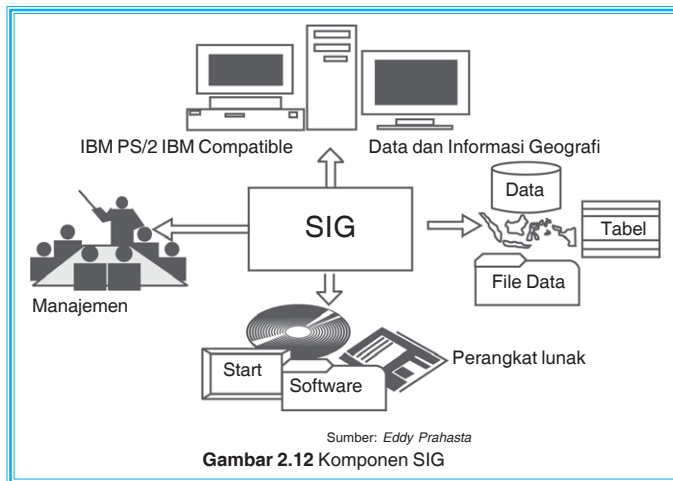 IBM PS/2 IBM Compatible
Data dan Informasi Geografi
SIG
Data
Tabel
File Data
Manajemen
Start
Software
Perangkat lunak
Sumber: Eddy Prahasta
Gambar 2.12 Komponen SIG